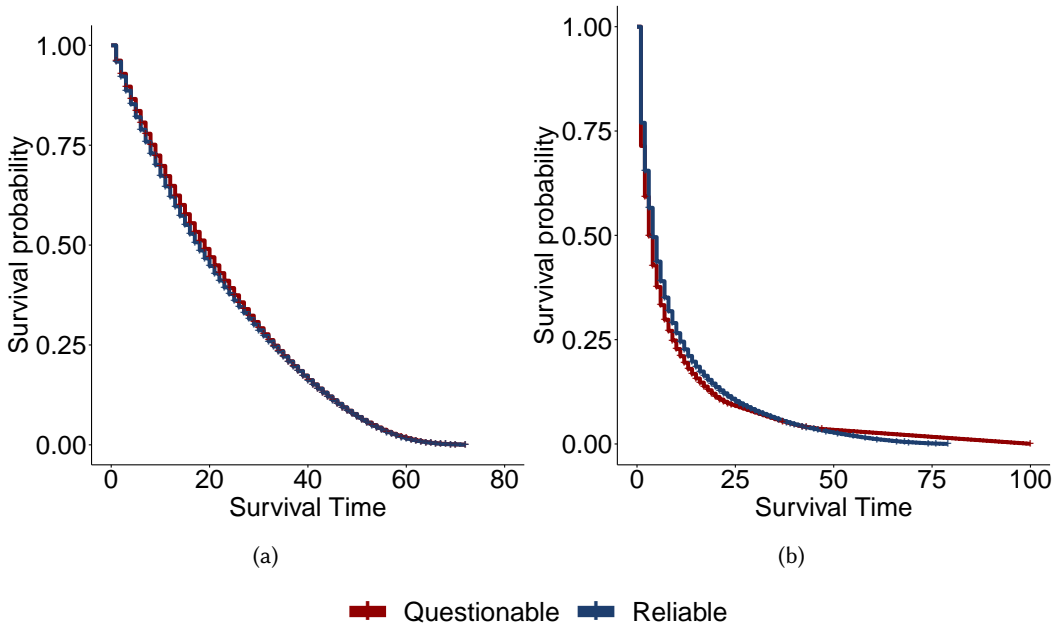 1.00
0.75
0.50
0.25
0.00
Survival probability
0 20 40 60 80
Survival Time
(a)
1.00
0.75
0.50
0.25
0.00
Survival probability
0 25 50 75 100
Survival Time
(b)
Questionable Reliable